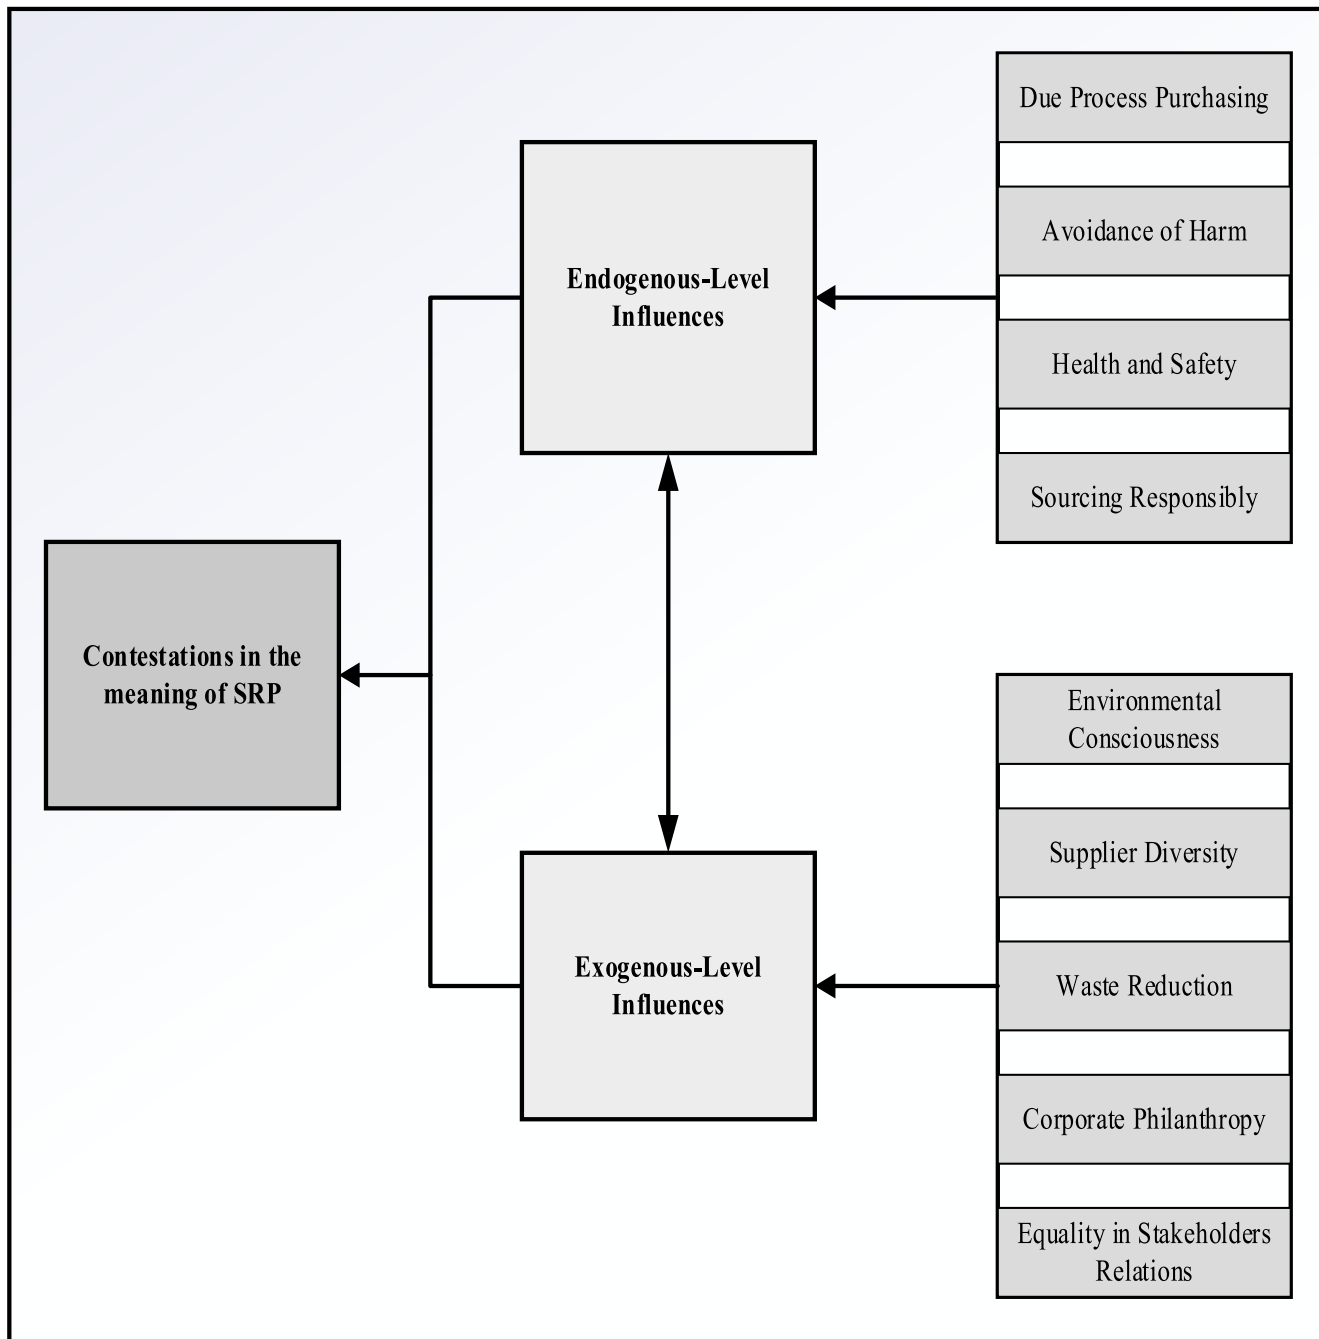 Due Process Purchasing
Avoidance of Harm
Health and Safety
Sourcing Responsibly
Endogenous-Level
Influences
Contestations in the
meaning of SRP
Exogenous-Level
Influences
Environmental
Consciousness
Supplier Diversity
Waste Reduction
Corporate Philanthropy
Equality in Stakeholders
Relations